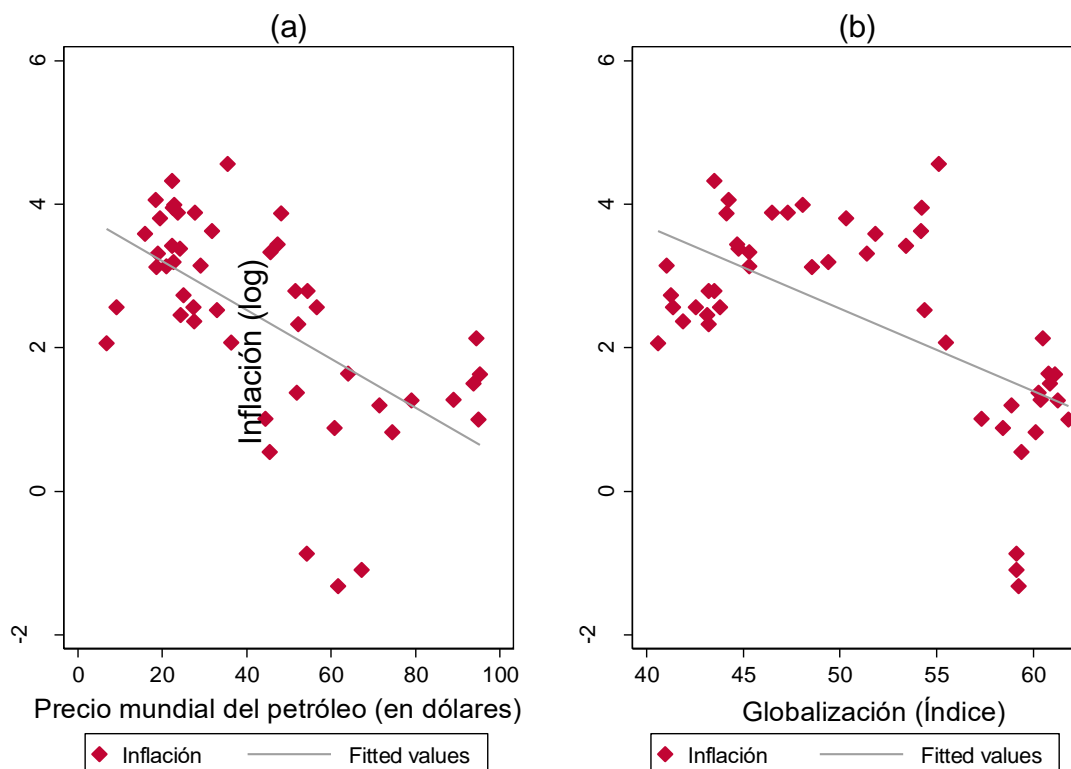 (a)
6
4
2
0
-2
Inflación (log)
0 20 40 60 80 100
Precio mundial del petróleo (en dólares)
Inflación Fitted values
(b)
6
4
2
0
-2
40 45 50 55 60
Globalización (Índice)
Inflación Fitted values